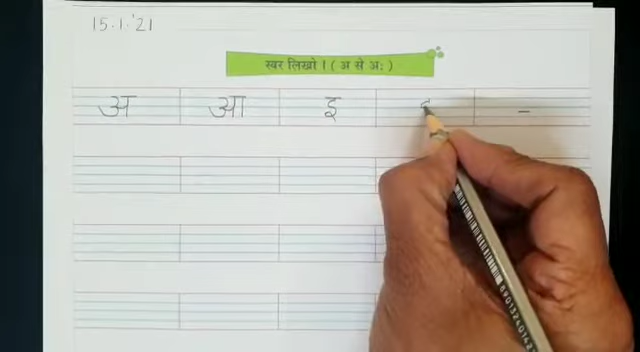 15.1.'21
स्वर लिखो । ( अ से अः )
अ आ इ